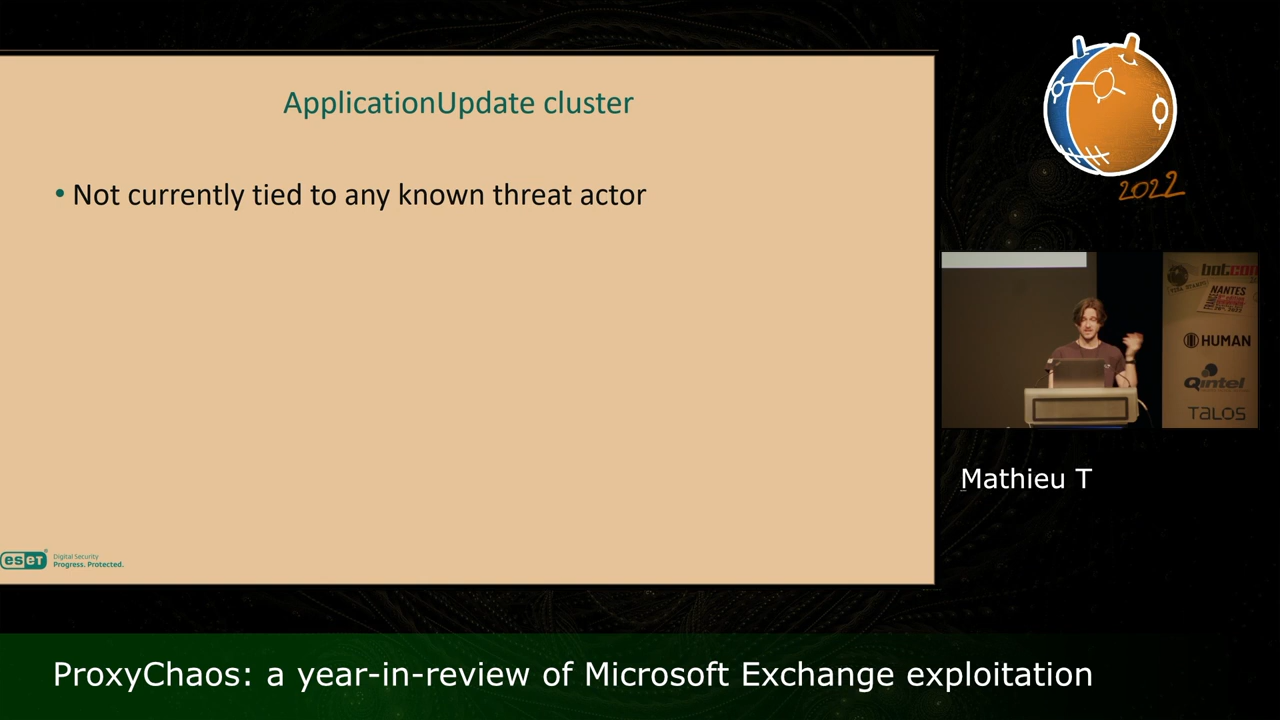 ApplicationUpdate cluster
• Not currently tied to any known threat actor
eseT
Digital Security
Progress. Protected.
2022
NANTES
HUMAN
Qintel
TALOS
Mathieu T
ProxyChaos: a year-in-review of Microsoft Exchange exploitation